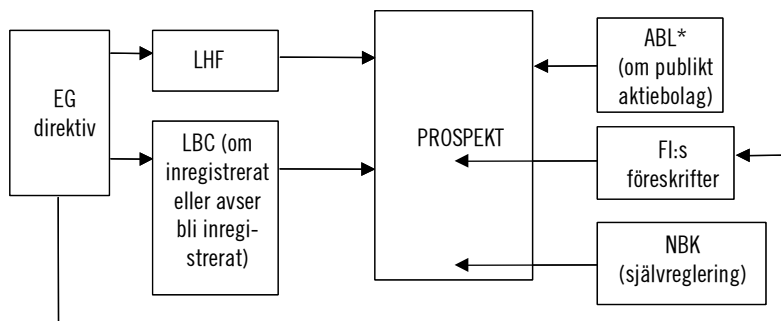 EG
direktiv
LHF
LBC (om
inregistrerat
eller avser
bli inregi-
strerat)
PROSPEKT
ABL*
(om publikt
aktiebolag)
FI:s
föreskrifter
NBK
(självreglering)